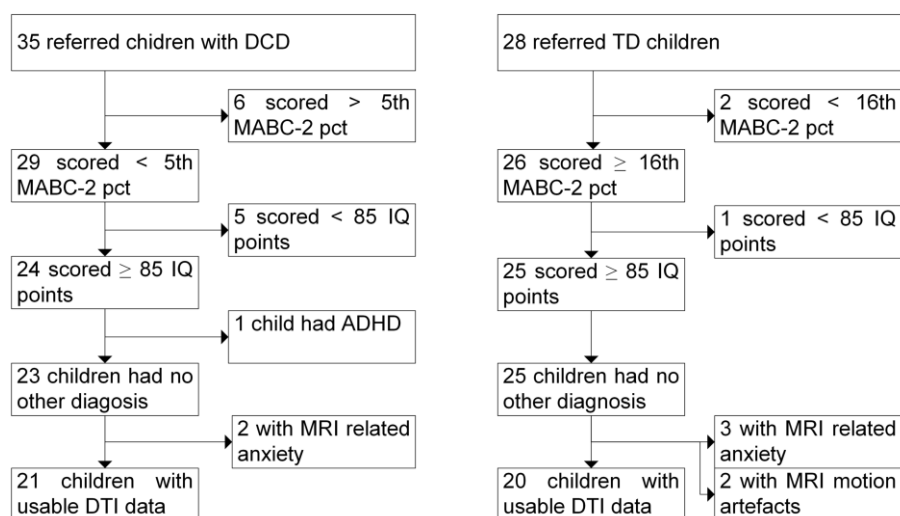 35 referred chidren with DCD
6 scored > 5th
MABC-2 pct
29 scored < 5th
MABC-2 pct
5 scored < 85 IQ
points
24 scored ≥ 85 IQ
points
1 child had ADHD
23 children had no
other diagosis
2 with MRI related
anxiety
21 children with
usable DTI data
28 referred TD children
2 scored < 16th
MABC-2 pct
26 scored ≥ 16th
MABC-2 pct
1 scored < 85 IQ
points
25 scored ≥ 85 IQ
points
25 children had no
other diagnosis
3 with MRI related
anxiety
2 with MRI motion
artefacts
20 children with
usable DTI data